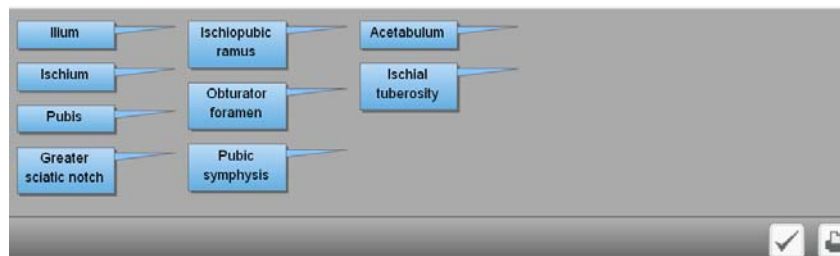 Ilium
Ischium
Pubis
Greater
sciatic notch
Ischiopubic
ramus
Obturator
foramen
Pubic
symphysis
Acetabulum
Ischial
tuberosity